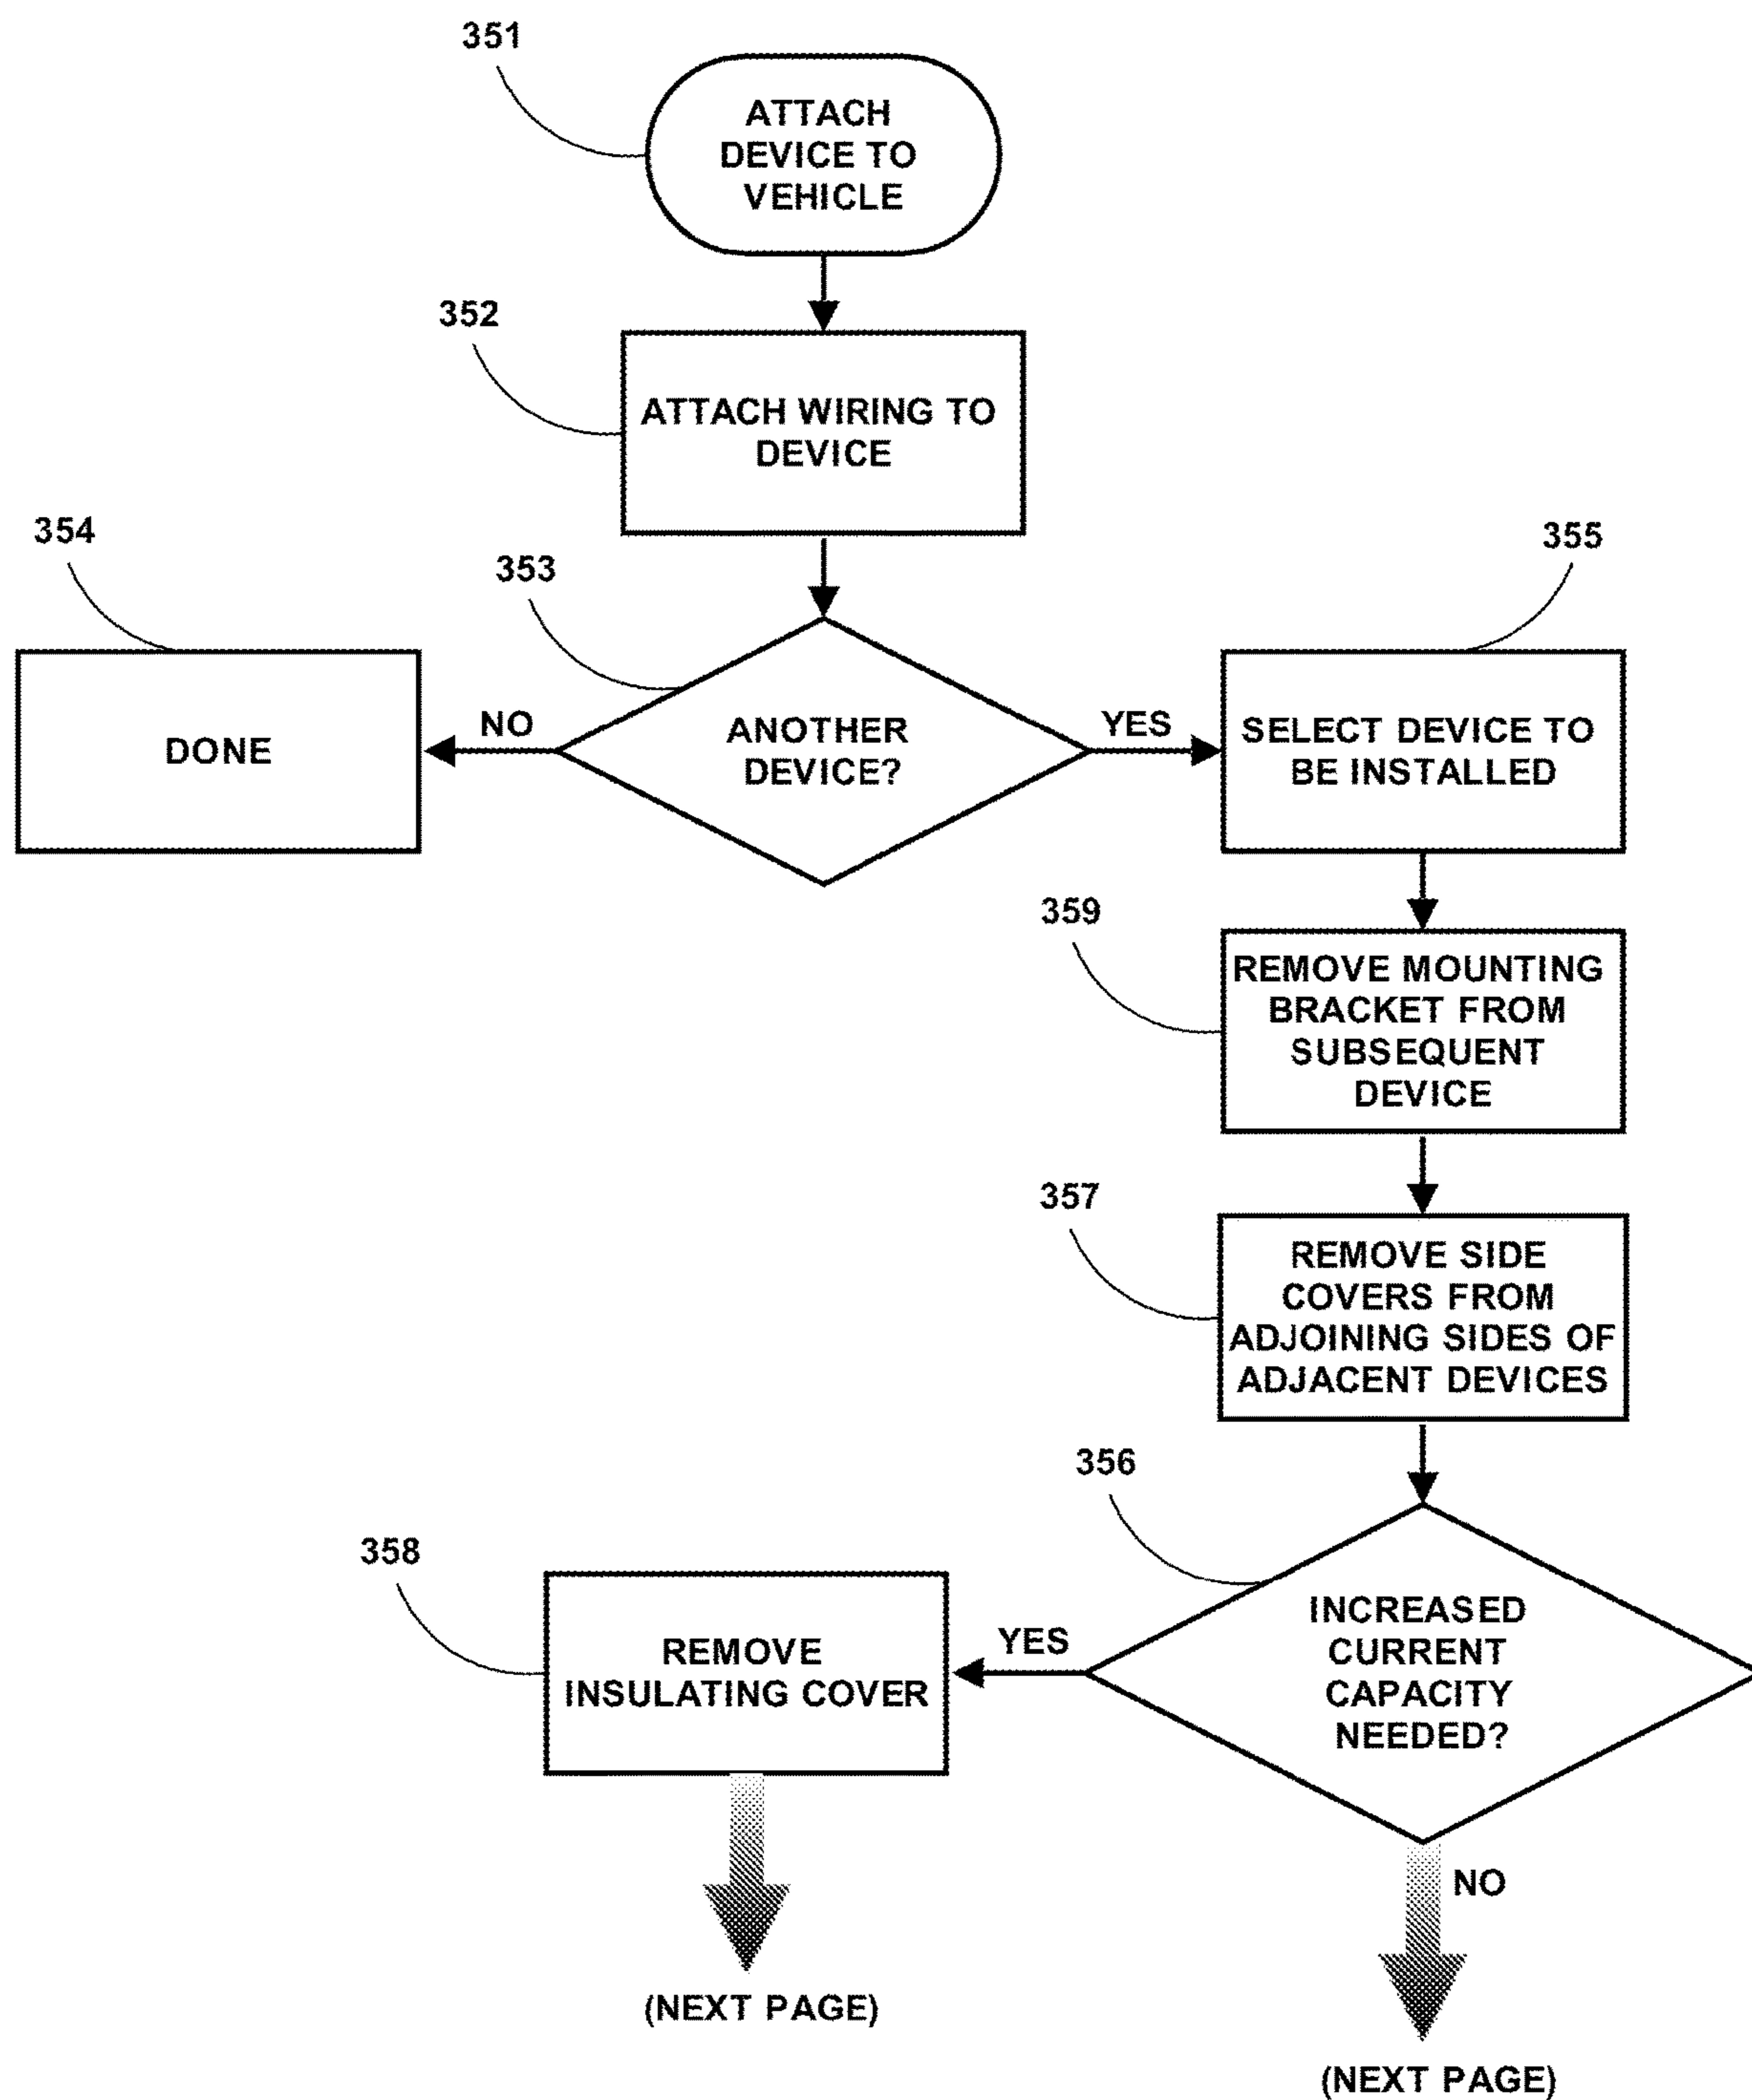 351
ATTACH
DEVICE TO
VEHICLE
352
ATTACH WIRING TO
DEVICE
354
353
355
DONE
NO
ANOTHER
DEVICE?
YES
SELECT DEVICE TO
BE INSTALLED
359
REMOVE MOUNTING
BRACKET FROM
SUBSEQUENT
DEVICE
357
REMOVE SIDE
COVERS FROM
ADJOINING SIDES OF
ADJACENT DEVICES
356
358
REMOVE
INSULATING COVER
YES
INCREASED
CURRENT
CAPACITY
NEEDED?
NO
(NEXT PAGE)
(NEXT PAGE)